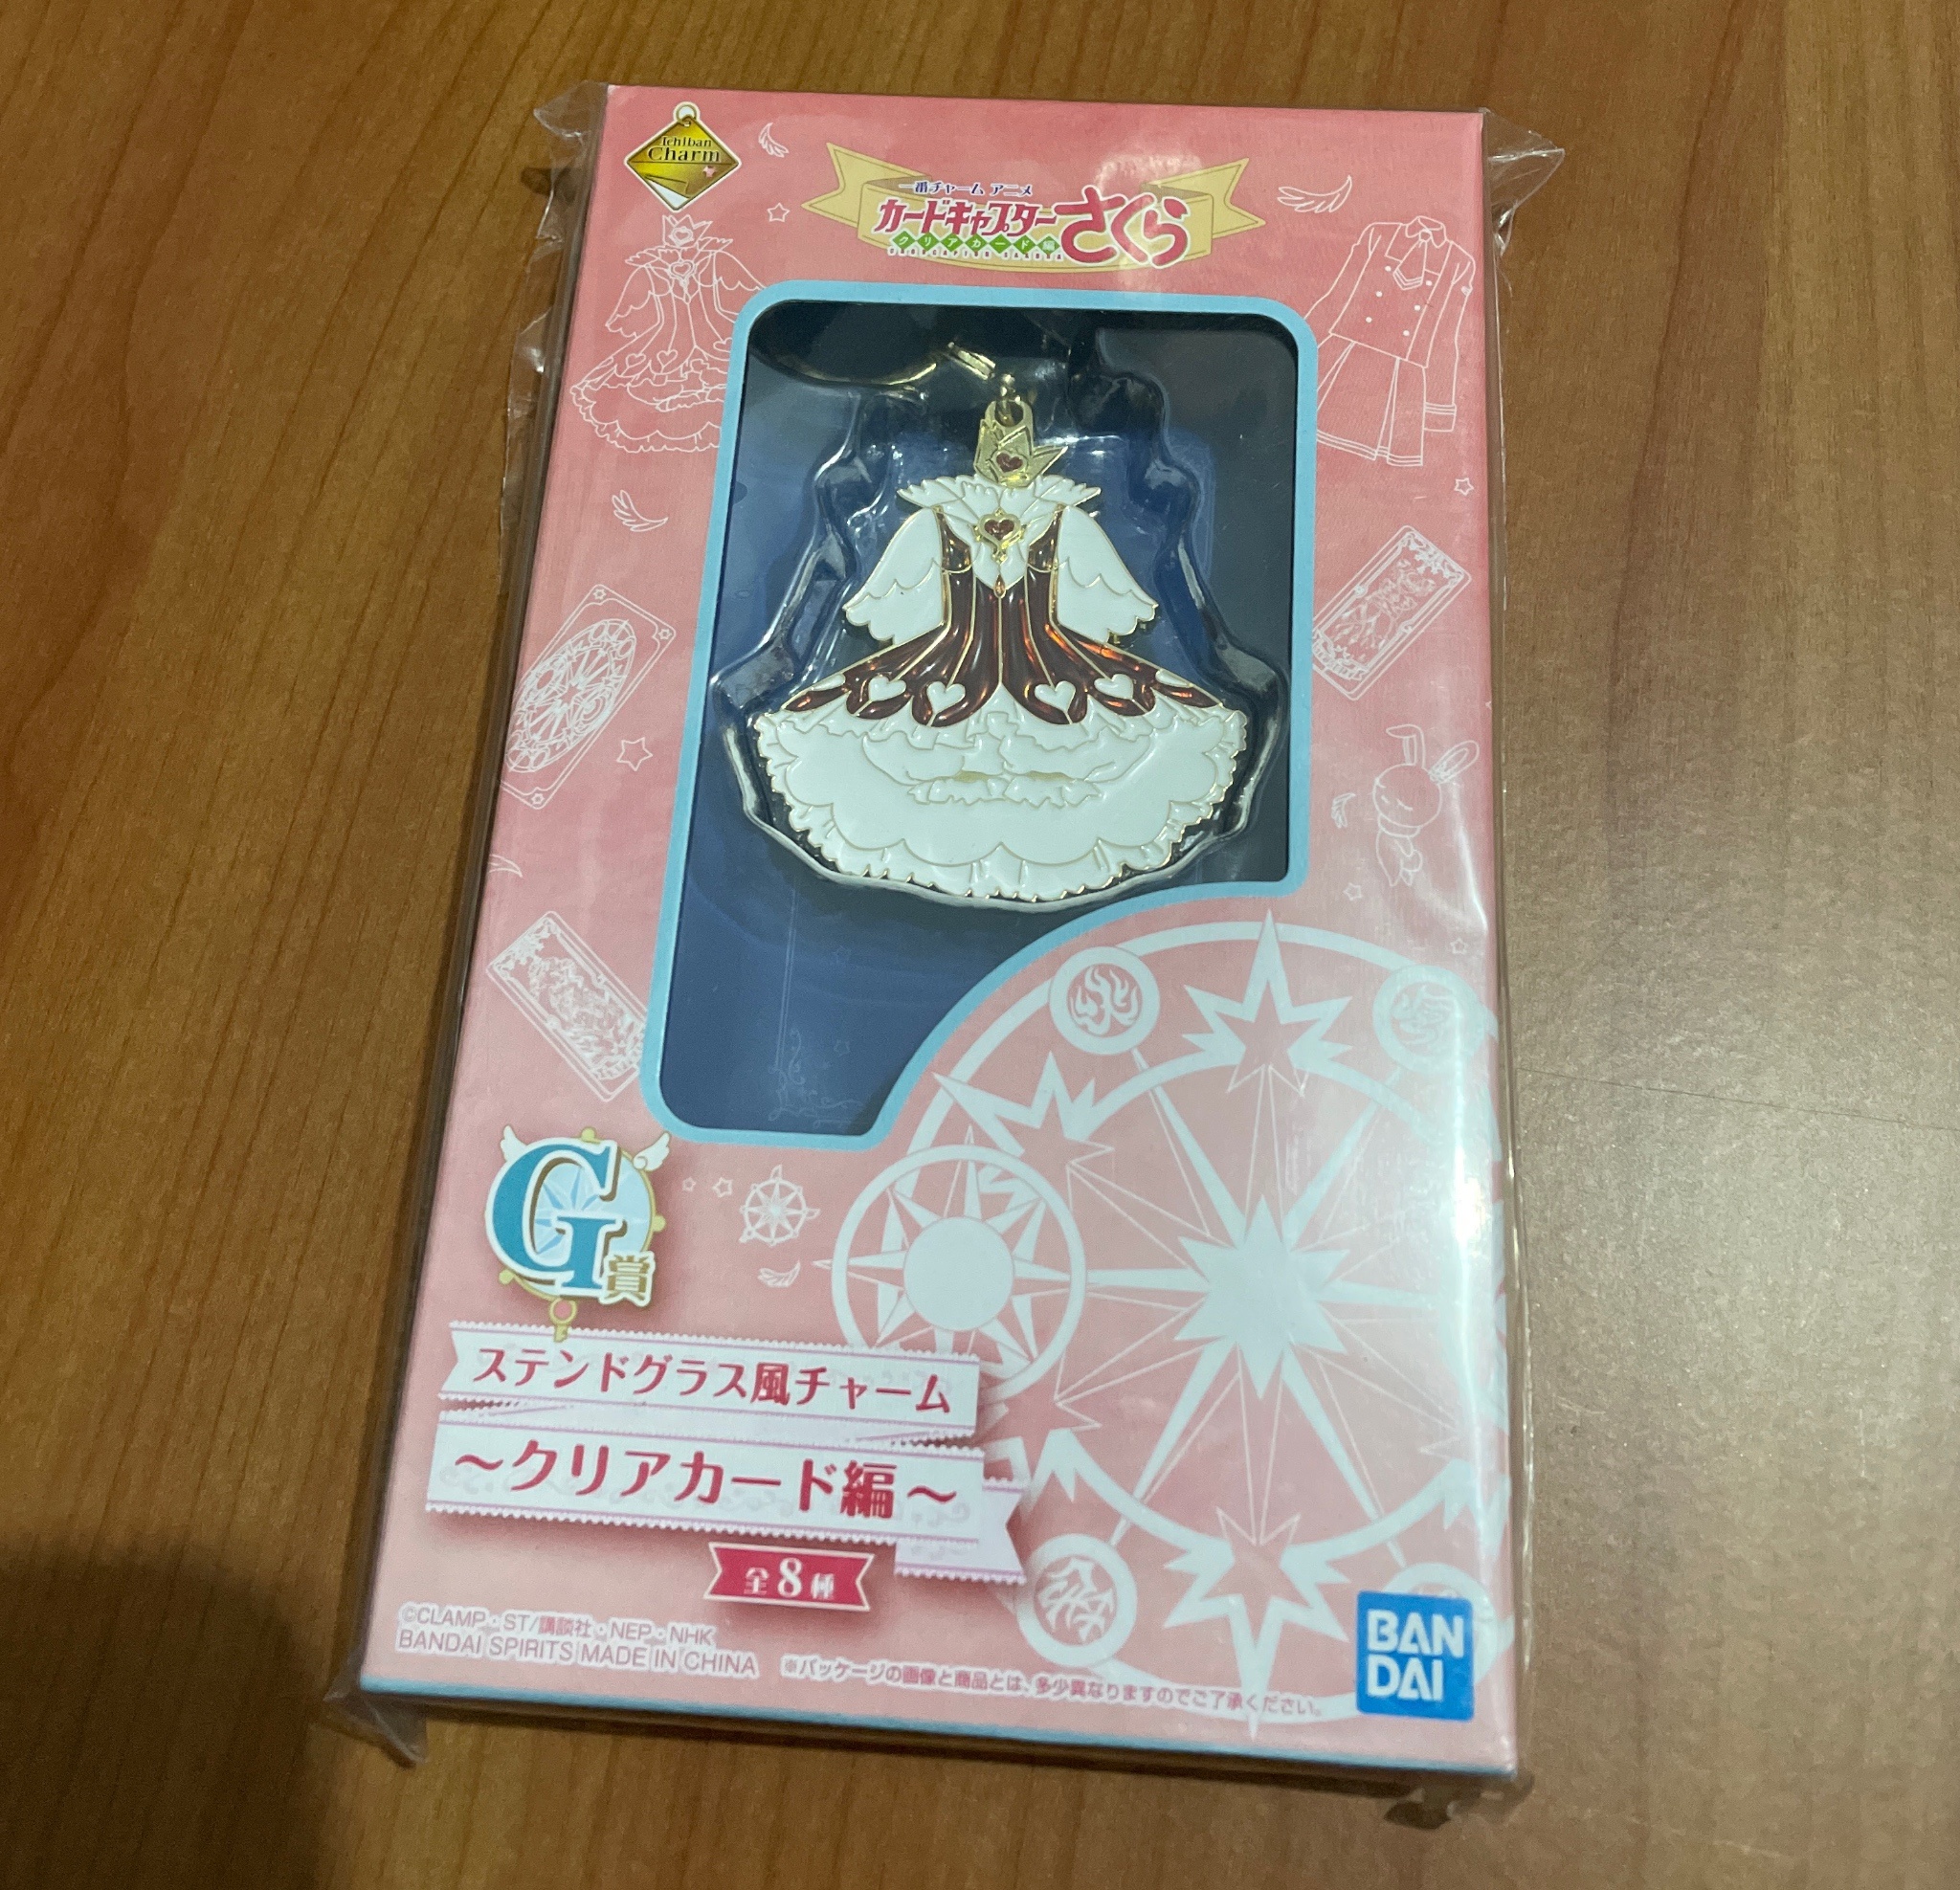 Ichiban
Charm
一番チャーム アニメ
カードキャプターさくら
クリアカード編
G賞
ステンドグラス風チャーム
～クリアカード編～
全8種
©CLAMP・ST/講談社・NEP・NHK
BANDAI SPIRITS MADE IN CHINA
※パッケージの画像と商品とは、多少異なりますのでご了承ください。
BAN
DAI